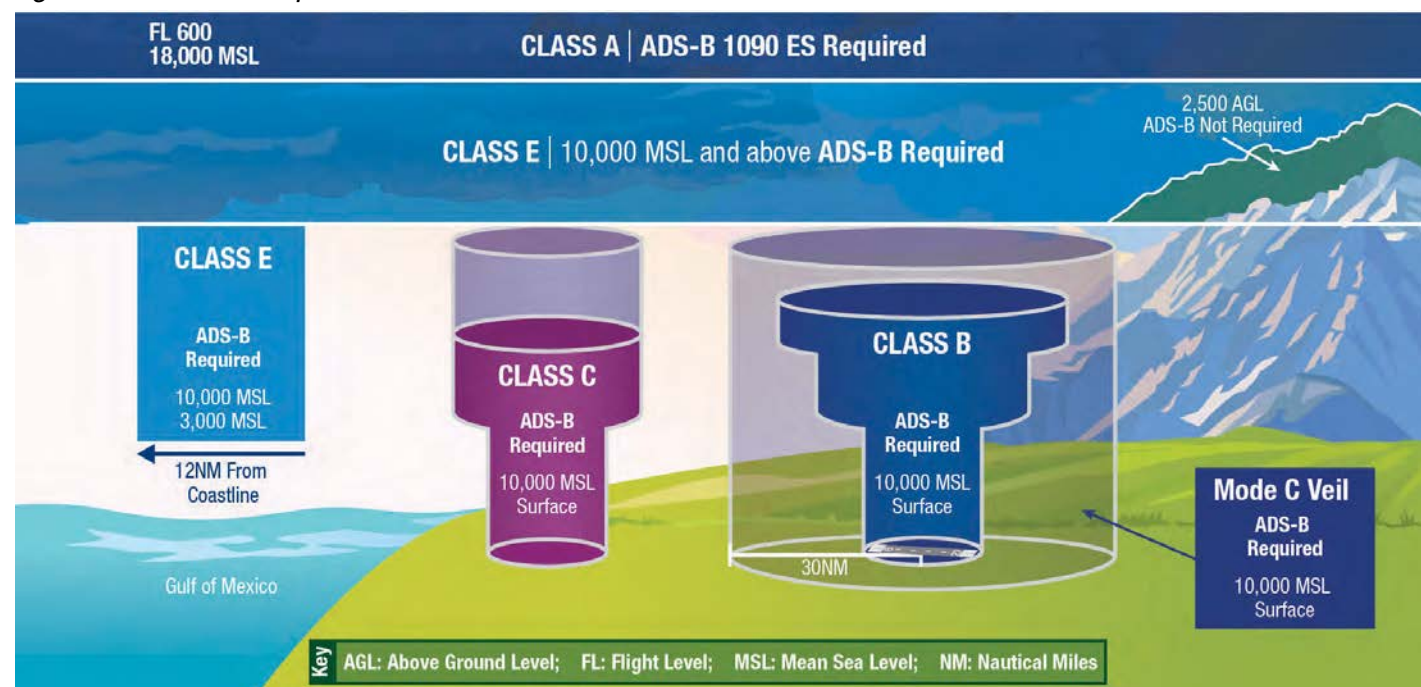 FL 600
18,000 MSL
CLASS A | ADS-B 1090 ES Required
2,500 AGL
ADS-B Not Required
CLASS E | 10,000 MSL and above ADS-B Required
CLASS E
ADS-B
Required
10,000 MSL
3,000 MSL
12NM From
Coastline
Gulf of Mexico
CLASS C
ADS-B
Required
10,000 MSL
Surface
CLASS B
ADS-B
Required
10,000 MSL
Surface
30NM
Mode C Veil
ADS-B
Required
10,000 MSL
Surface
Key
AGL: Above Ground Level; FL: Flight Level; MSL: Mean Sea Level; NM: Nautical Miles